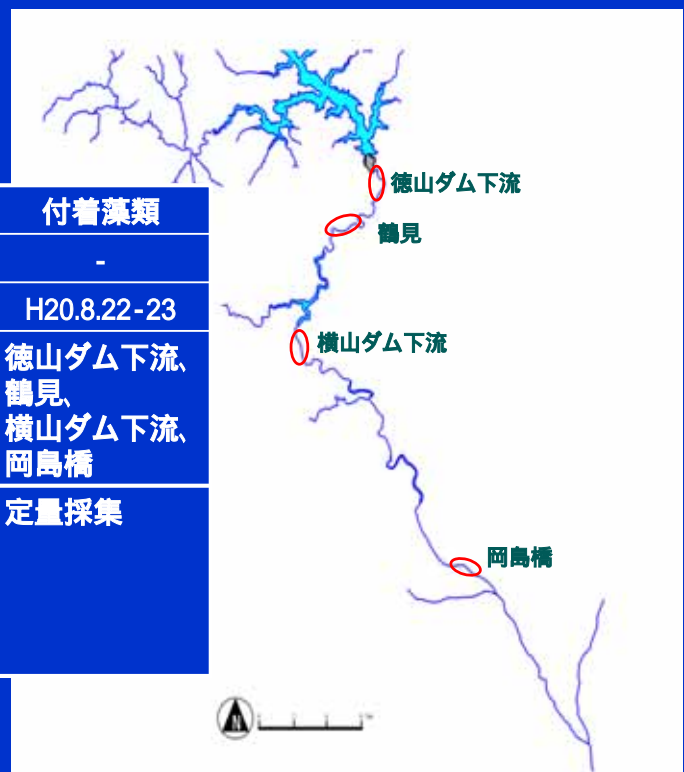 徳山ダム下流
鶴見
横山ダム下流
岡島橋
付着藻類
-
H20.8.22-23
徳山ダム下流、
鶴見、
横山ダム下流、
岡島橋
定量採集
N